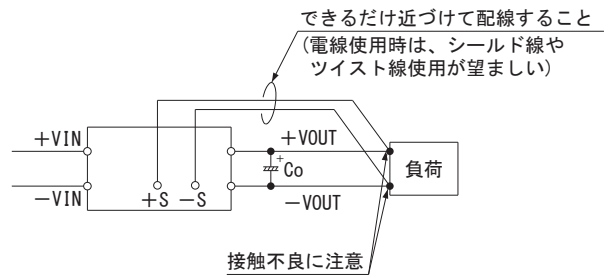 できるだけ近づけて配線すること
(電線使用時は、シールド線や
ツイスト線使用が望ましい)
+VIN
+VOUT
+
Co
負荷
−VIN
+S
−S
−VOUT
接触不良に注意